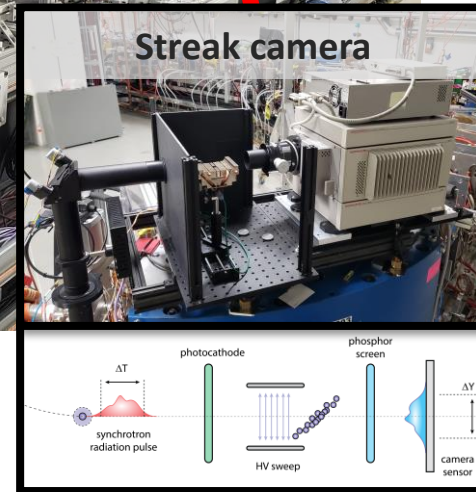 Streak camera
ΔT
photocathode
phosphor
screen
ΔY
synchrotron
radiation pulse
HV sweep
camera
sensor